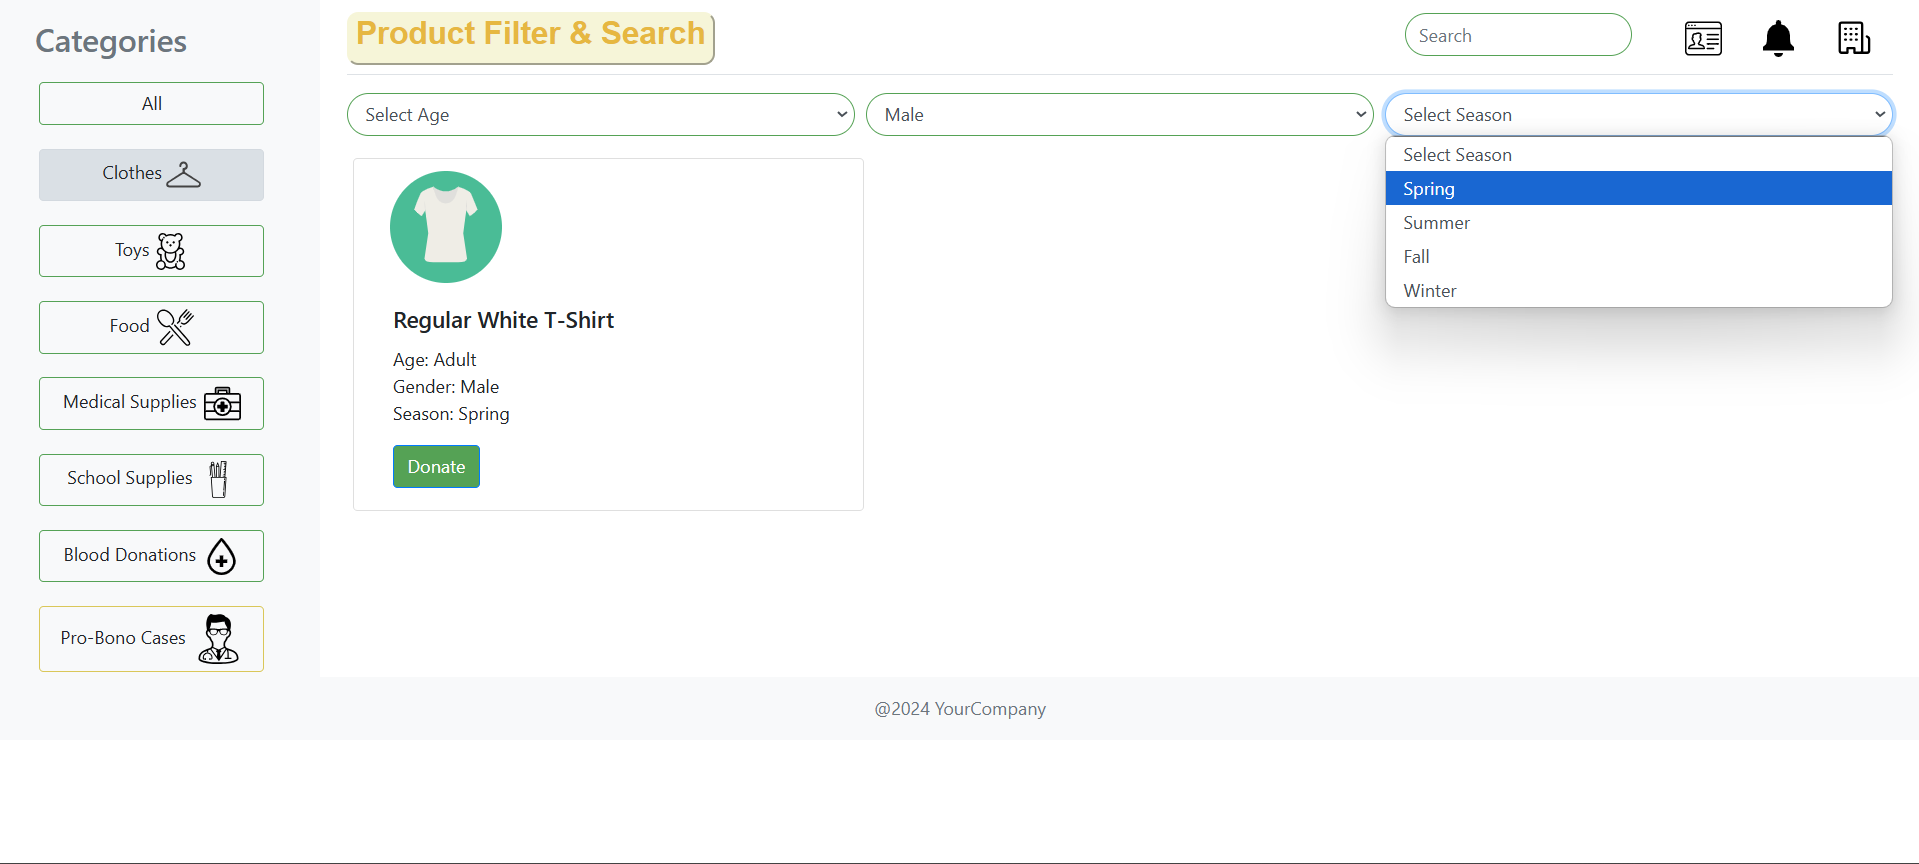 Categories
All
Clothes
Toys
Food
Medical Supplies
School Supplies
Blood Donations
Pro-Bono Cases
Product Filter & Search
Search
Select Age
Male
Select Season
Select Season
Spring
Summer
Fall
Winter
Regular White T-Shirt
Age: Adult
Gender: Male
Season: Spring
Donate
@2024 YourCompany